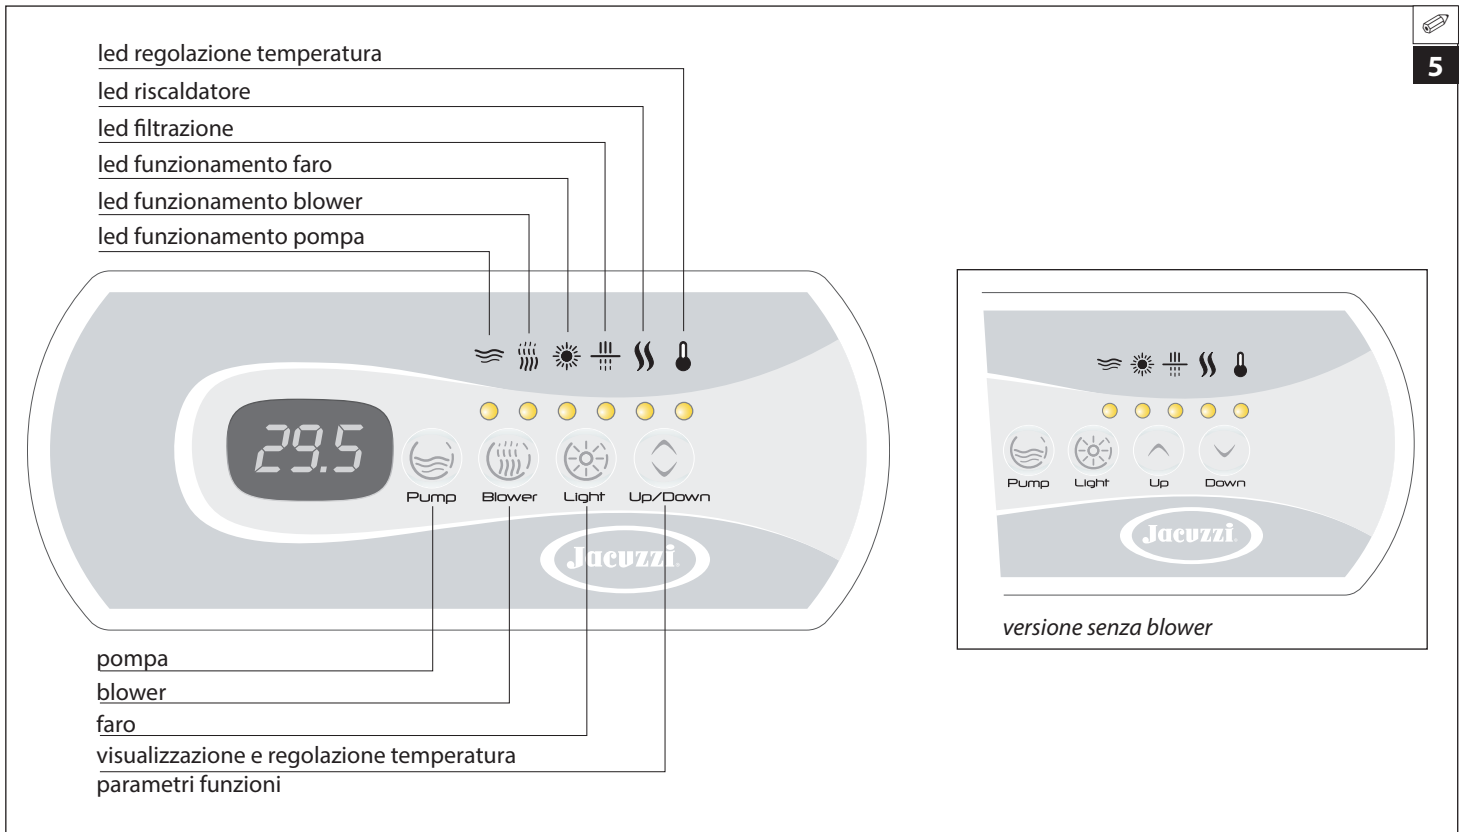 5
led regolazione temperatura
led riscaldatore
led filtrazione
led funzionamento faro
led funzionamento blower
led funzionamento pompa
29.5
Pump Blower Light Up/Down
Jacuzzi
pompa
blower
faro
visualizzazione e regolazione temperatura
parametri funzioni
Pump Light Up Down
Jacuzzi
versione senza blower